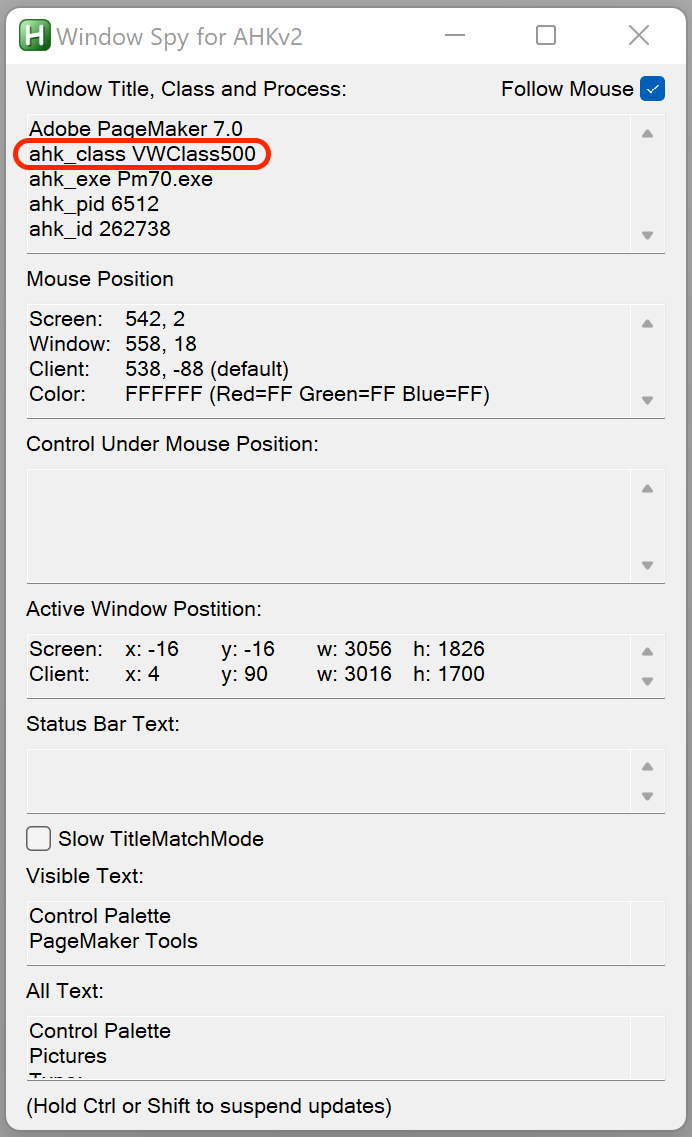 Window Spy for AHKv2
Window Title, Class and Process: Follow Mouse
Adobe PageMaker 7.0
ahk_class VWClass500
ahk_exe Pm70.exe
ahk_pid 6512
ahk_id 262738
Mouse Position
Screen: 542, 2
Window: 558, 18
Client: 538, -88 (default)
Color: FFFFFF (Red=FF Green=FF Blue=FF)
Control Under Mouse Position:
Active Window Postition:
Screen: x: -16 y: -16 w: 3056 h: 1826
Client: x: 4 y: 90 w: 3016 h: 1700
Status Bar Text:
Slow TitleMatchMode
Visible Text:
Control Palette
PageMaker Tools
All Text:
Control Palette
Pictures
(Hold Ctrl or Shift to suspend updates)